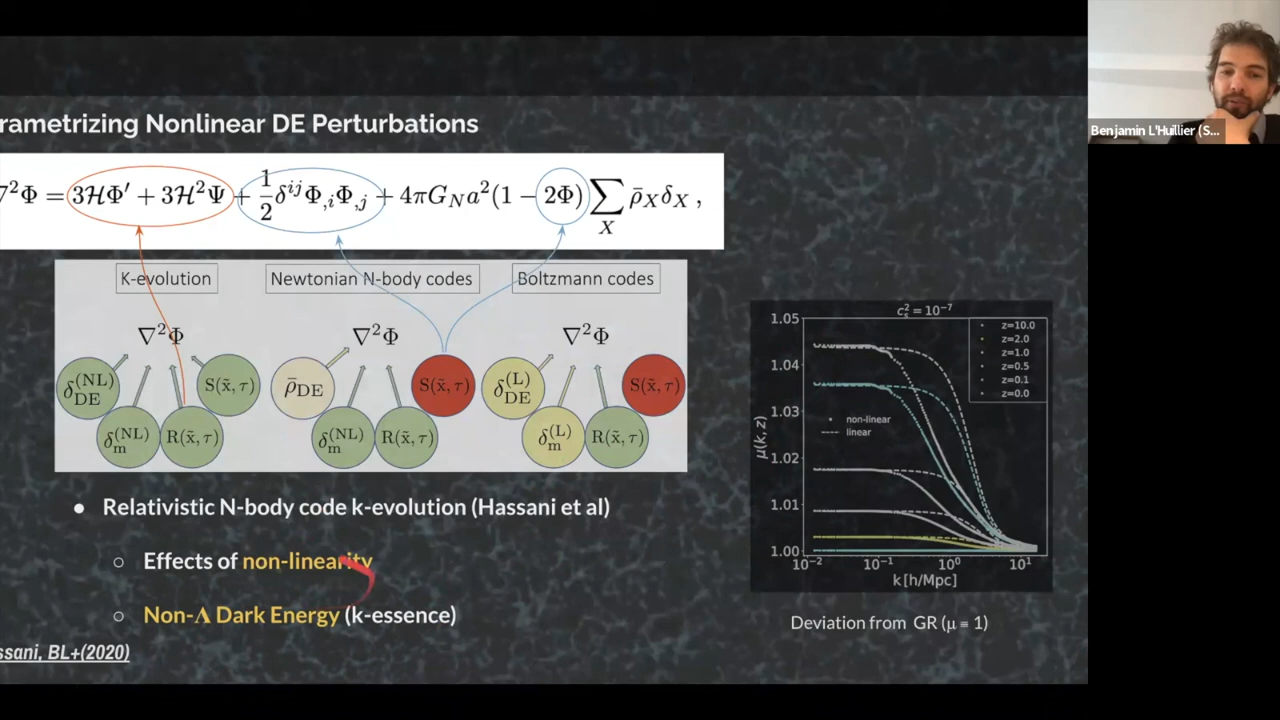 rametrizing Nonlinear DE Perturbations
∇²Φ = 3ℋΦ′ + 3ℋ²Ψ + 1/2 δ^{ij}Φ_{,i}Φ_{,j} + 4πG_N a²(1 − 2Φ) ∑_X ρ̄_X δ_X ,
K-evolution
Newtonian N-body codes
Boltzmann codes
∇²Φ
∇²Φ
∇²Φ
δ_DE^(NL)
S(x̃, τ)
ρ̄_DE
S(x̃, τ)
δ_DE^(L)
S(x̃, τ)
δ_m^(NL)
R(x̃, τ)
δ_m^(NL)
R(x̃, τ)
δ_m^(L)
R(x̃, τ)
● Relativistic N-body code k-evolution (Hassani et al)
○ Effects of non-linearity
○ Non-Λ Dark Energy (k-essence)
ssani, BL+(2020)
c_s² = 10⁻⁷
1.05
1.04
1.03
1.02
1.01
1.00
μ(k, z)
z=10.0
z=2.0
z=1.0
z=0.5
z=0.1
z=0.0
non-linear
linear
10⁻² 10⁻¹ 10⁰ 10¹
k [h/Mpc]
Deviation from GR (μ ≡ 1)
Benjamin L'Huillier (S...